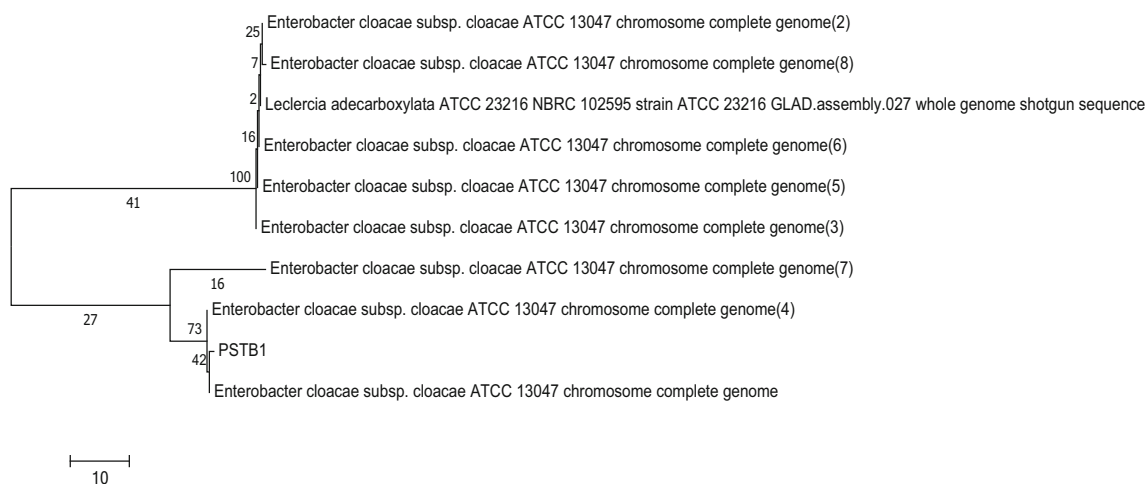 Enterobacter cloacae subsp. cloacae ATCC 13047 chromosome complete genome(2)
25
Enterobacter cloacae subsp. cloacae ATCC 13047 chromosome complete genome(8)
7
Leclercia adecarboxylata ATCC 23216 NBRC 102595 strain ATCC 23216 GLAD.assembly.027 whole genome shotgun sequence
2
Enterobacter cloacae subsp. cloacae ATCC 13047 chromosome complete genome(6)
16
Enterobacter cloacae subsp. cloacae ATCC 13047 chromosome complete genome(5)
100
41
Enterobacter cloacae subsp. cloacae ATCC 13047 chromosome complete genome(3)
Enterobacter cloacae subsp. cloacae ATCC 13047 chromosome complete genome(7)
16
27
Enterobacter cloacae subsp. cloacae ATCC 13047 chromosome complete genome(4)
73
PSTB1
42
Enterobacter cloacae subsp. cloacae ATCC 13047 chromosome complete genome
10